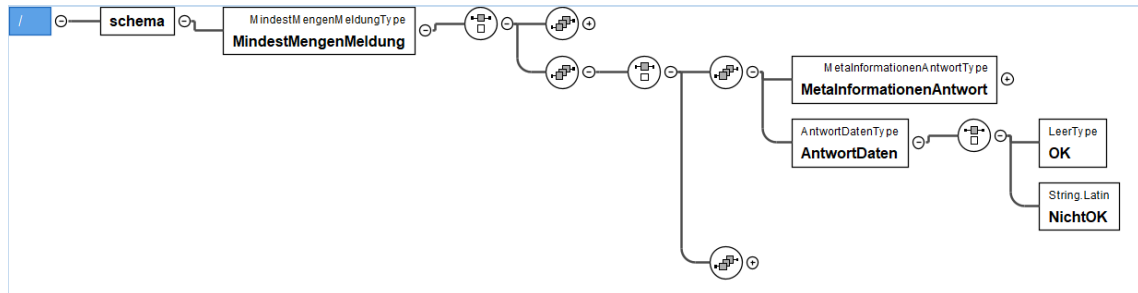 /
schema
MindestMengenMeldungType
MindestMengenMeldung
MetaInformationenAntwortType
MetaInformationenAntwort
AntwortDatenType
AntwortDaten
LeerType
OK
String.Latin
NichtOK